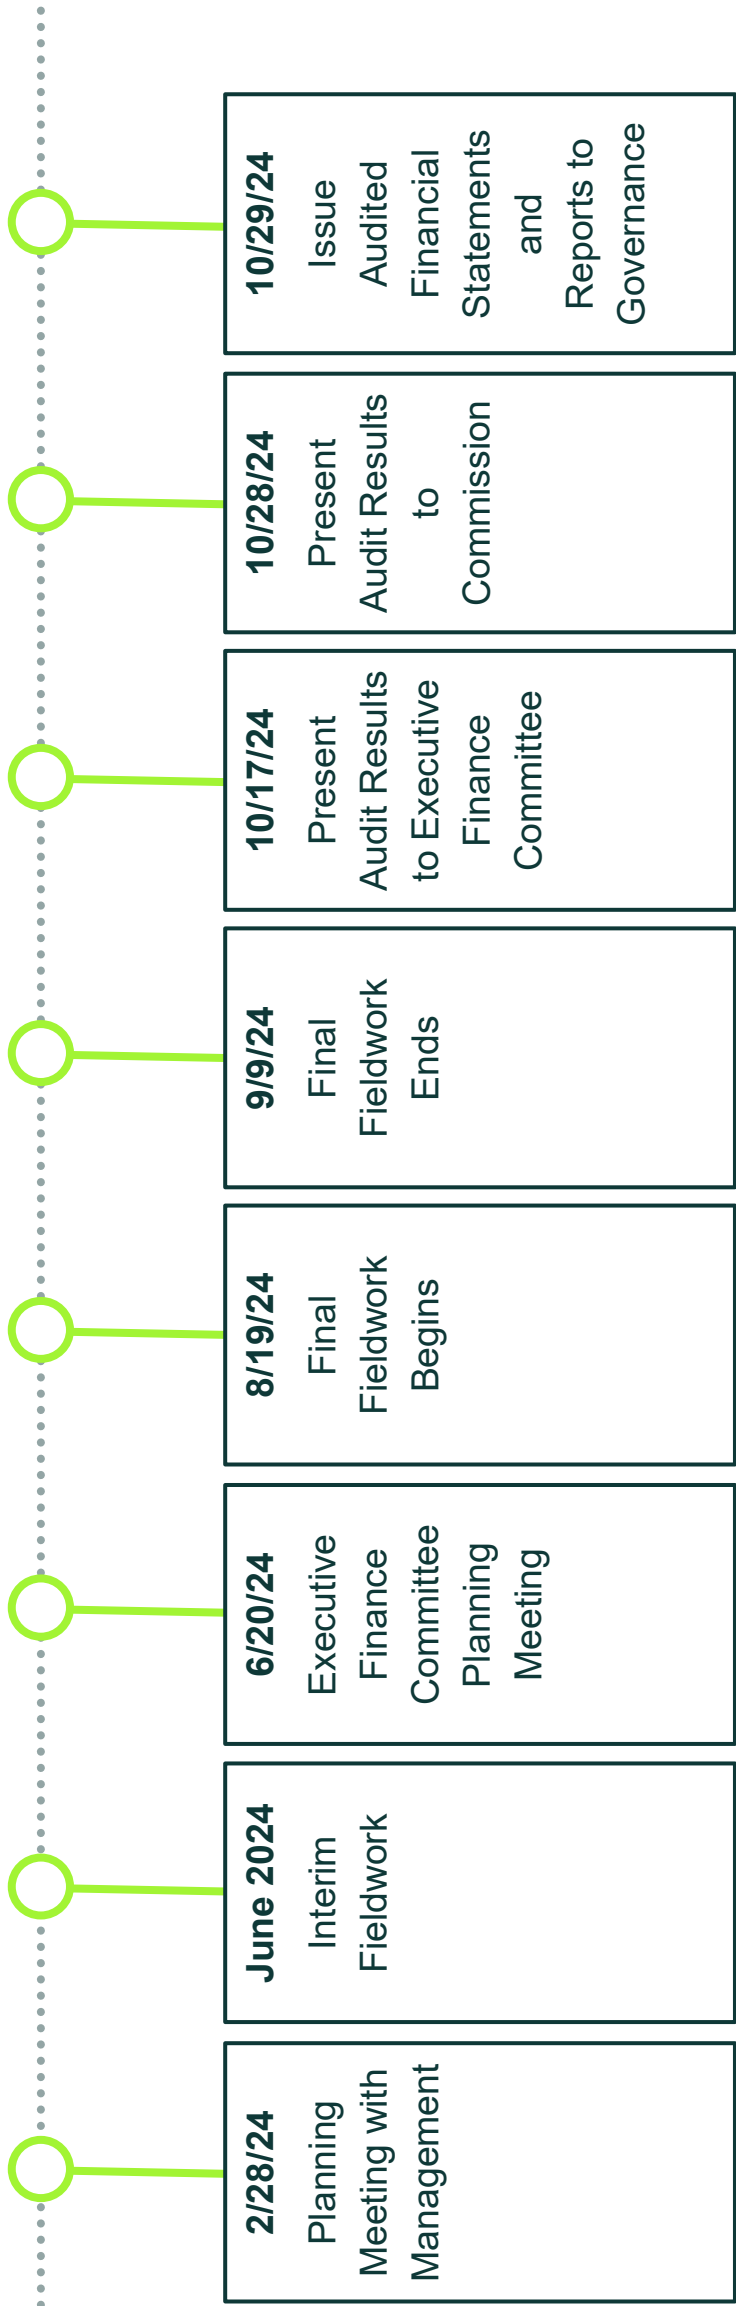 2/28/24
Planning
Meeting with
Management
June 2024
Interim
Fieldwork
6/20/24
Executive
Finance
Committee
Planning
Meeting
8/19/24
Final
Fieldwork
Begins
9/9/24
Final
Fieldwork
Ends
10/17/24
Present
Audit Results
to Executive
Finance
Committee
10/28/24
Present
Audit Results
to
Commission
10/29/24
Issue
Audited
Financial
Statements
and
Reports to
Governance